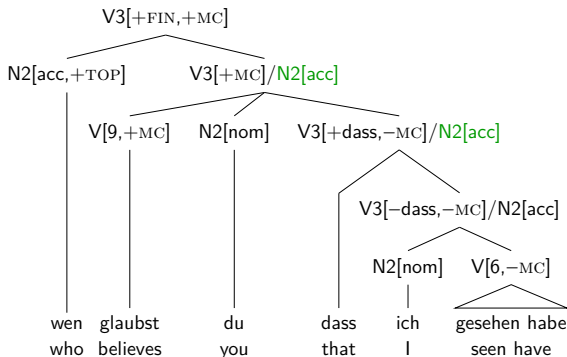 V3[+FIN,+MC]
N2[acc,+TOP] V3[+MC]/N2[acc]
V[9,+MC] N2[nom] V3[+dass,−MC]/N2[acc]
V3[−dass,−MC]/N2[acc]
N2[nom] V[6,−MC]
wen glaubst du dass ich gesehen habe
who believes you that I seen have